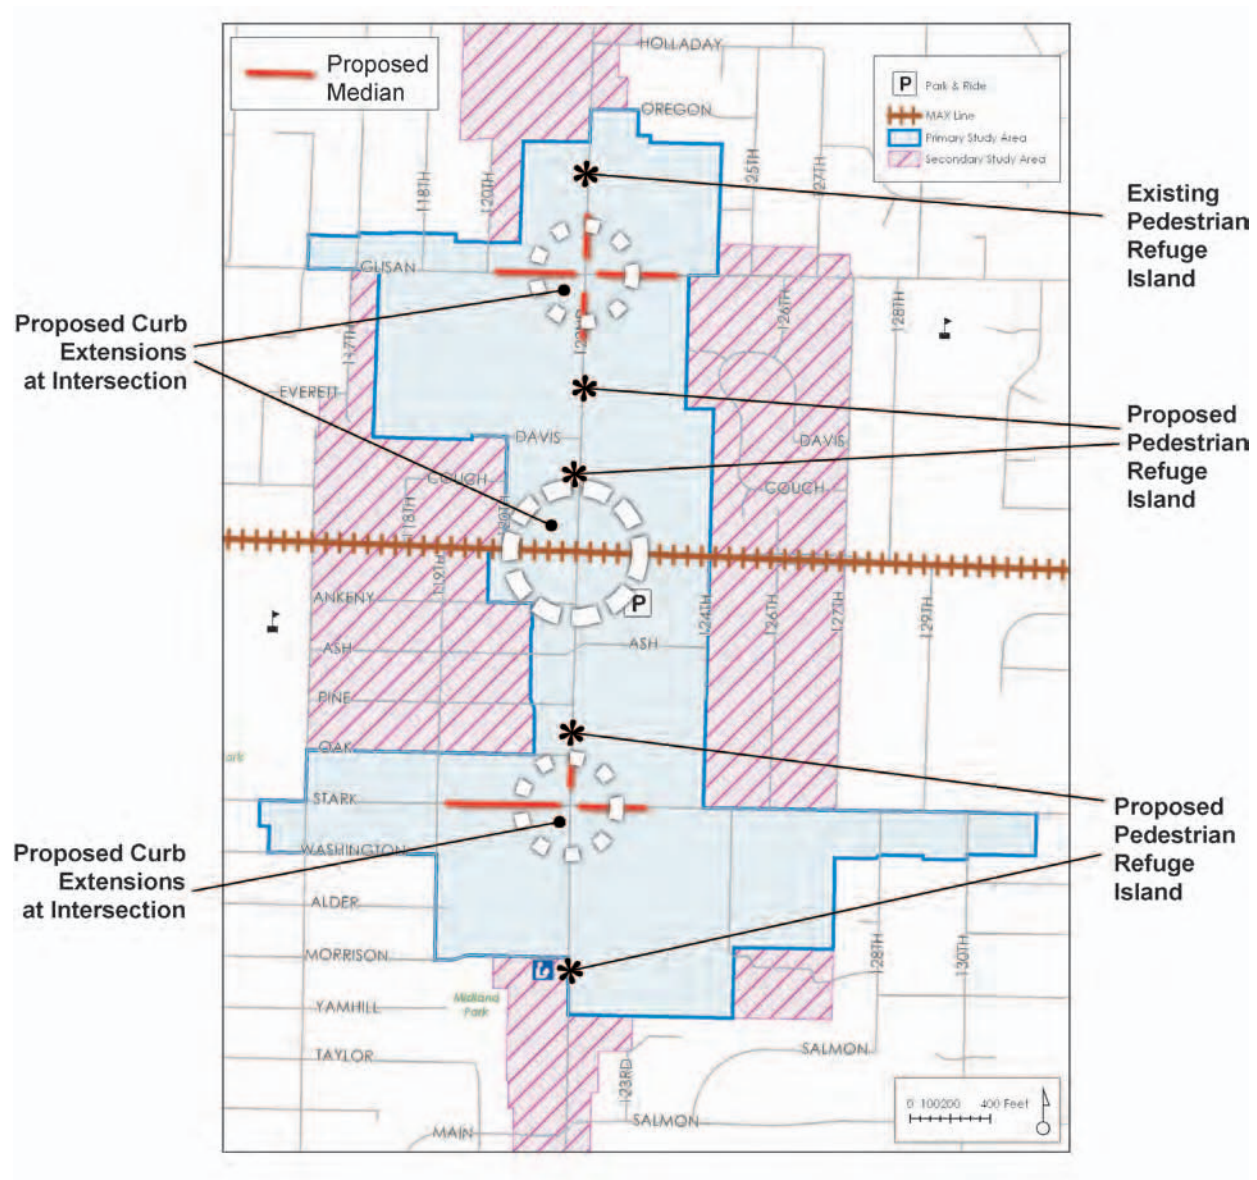 Proposed
Median
HOLLADAY
P Park & Ride
MAX Line
Primary Study Area
Secondary Study Area
OREGON
118TH
120TH
125TH
127TH
Existing
Pedestrian
Refuge
Island
GLISAN
Proposed Curb
Extensions
at Intersection
117TH
126TH
128TH
EVERETT
DAVIS
DAVIS
Proposed
Pedestrian
Refuge
Island
COUCH
COUCH
118TH
120TH
119TH
ANKENY
P
124TH
126TH
127TH
129TH
ASH
ASH
PINE
OAK
STARK
WASHINGTON
Proposed
Pedestrian
Refuge
Island
Proposed Curb
Extensions
at Intersection
ALDER
MORRISON
128TH
130TH
YAMHILL
Midland
Park
TAYLOR
SALMON
123RD
MAIN
SALMON
0 100200 400 Feet